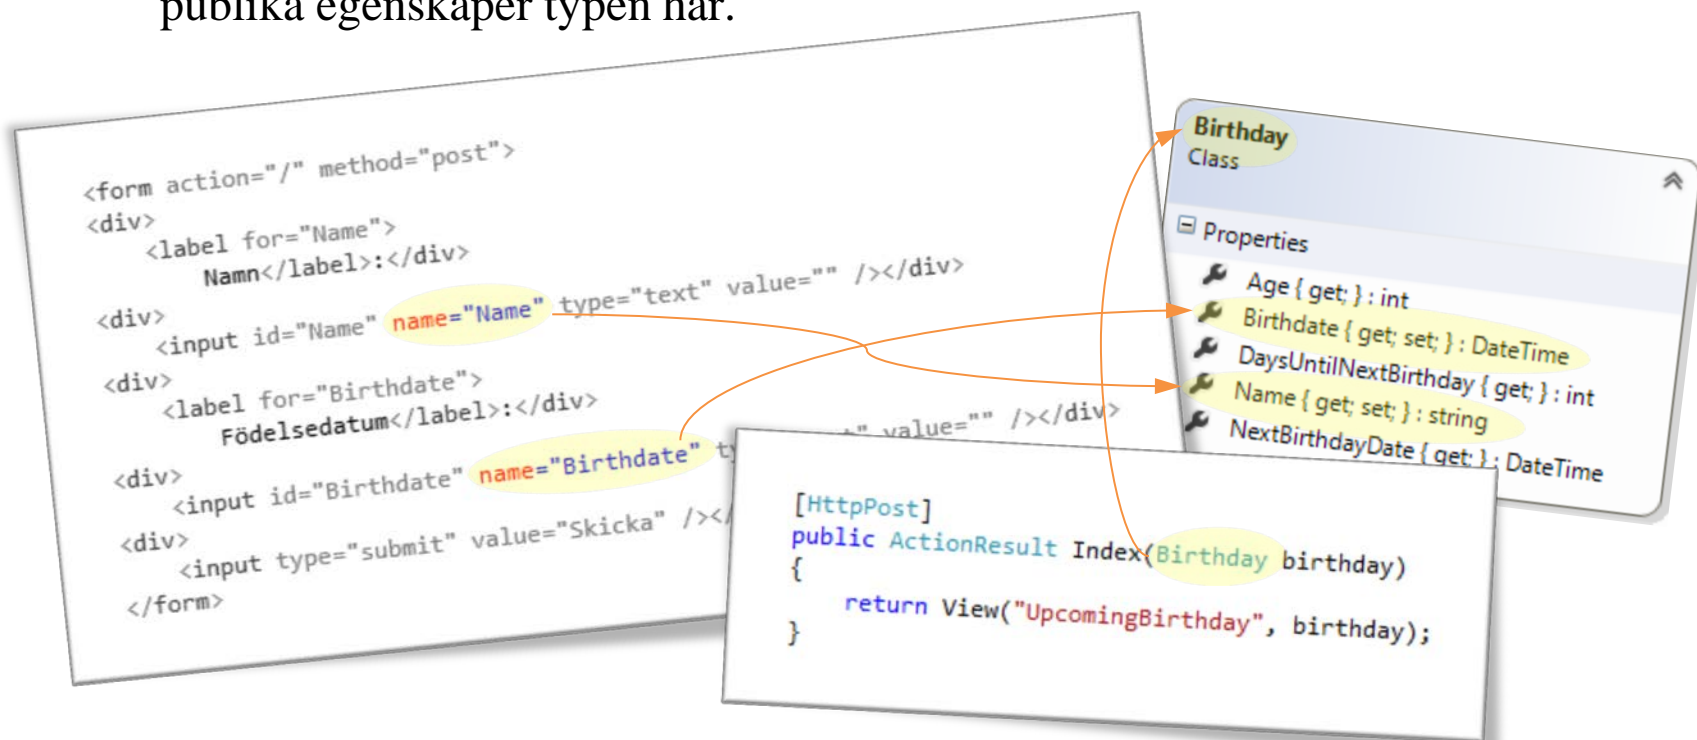 publika egenskaper typen har.
<form action="/" method="post">
<div>
<label for="Name">
Namn</label>:</div>
<div>
<input id="Name" name="Name" type="text" value="" /></div>
<div>
<label for="Birthdate">
Födelsedatum</label>:</div>
<div>
<input id="Birthdate" name="Birthdate" value="" /></div>
<div>
<input type="submit" value="Skicka" /></
</form>
Birthday
Class
Properties
Age { get; } : int
Birthdate { get; set; } : DateTime
DaysUntilNextBirthday { get; } : int
Name { get; set; } : string
NextBirthdayDate { get; } : DateTime
[HttpPost]
public ActionResult Index(Birthday birthday)
{
return View("UpcomingBirthday", birthday);
}